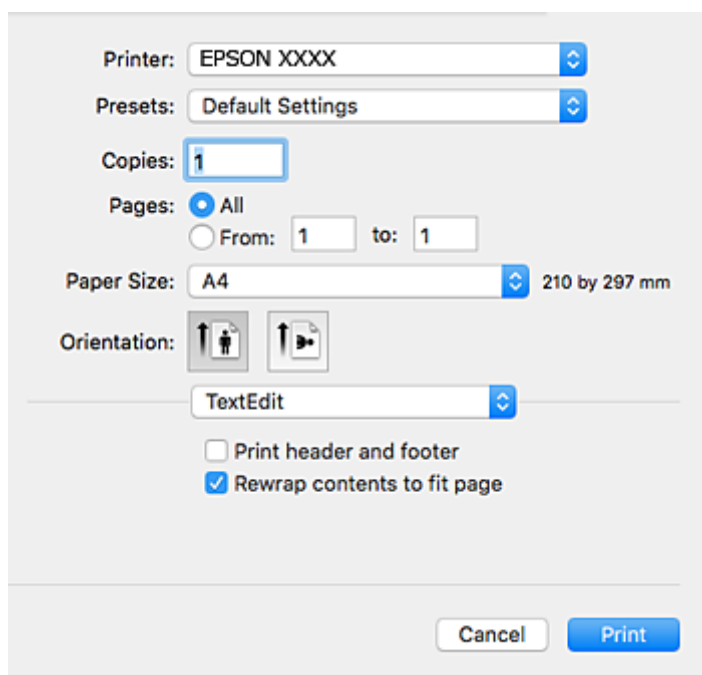 Printer: EPSON XXXX
Presets: Default Settings
Copies: 1
Pages: All
From: 1 to: 1
Paper Size: A4 210 by 297 mm
Orientation:
TextEdit
Print header and footer
Rewrap contents to fit page
Cancel Print